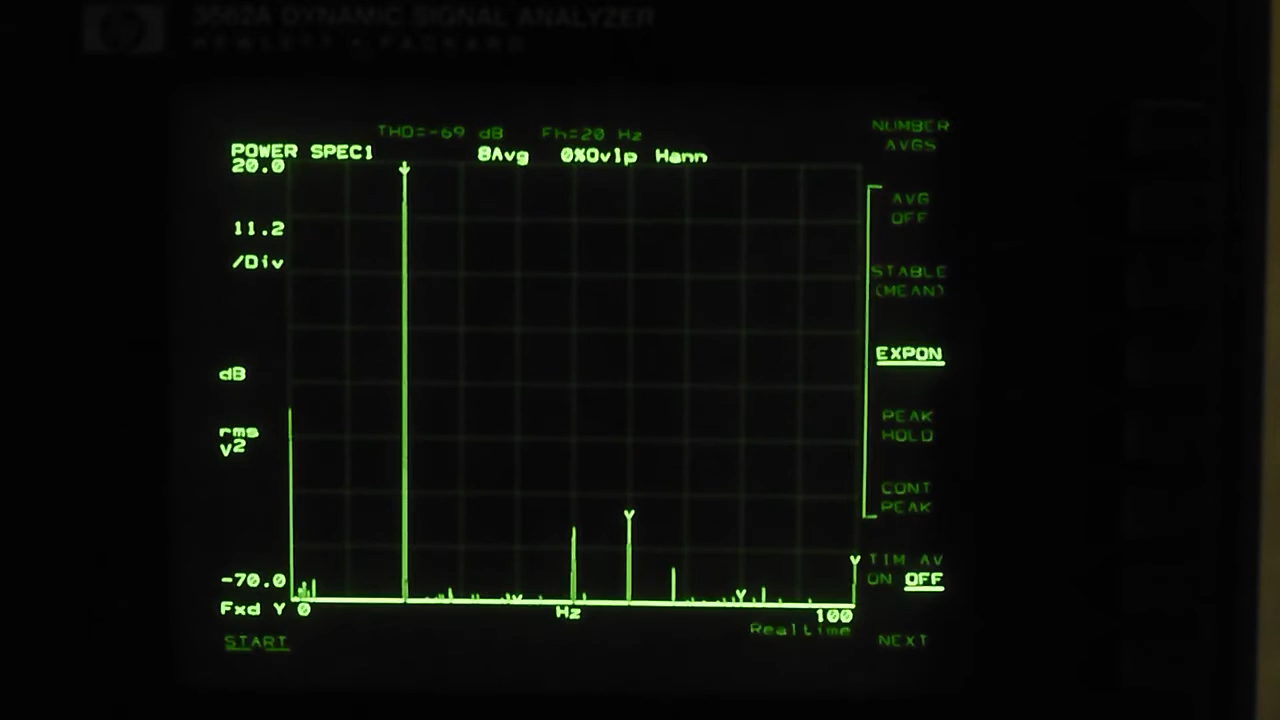 3562A DYNAMIC SIGNAL ANALYZER
HEWLETT • PACKARD
THD=-69 dB Fh=20 Hz
POWER SPEC1 8Avg 0%Ovlp Hann
20.0
11.2
/Div
dB
rms
V2
-70.0
Fxd Y 0 Hz 100
Realtime
START
NUMBER
AVGS
AVG
OFF
STABLE
(MEAN)
EXPON
PEAK
HOLD
CONT
PEAK
TIM AV
ON OFF
NEXT